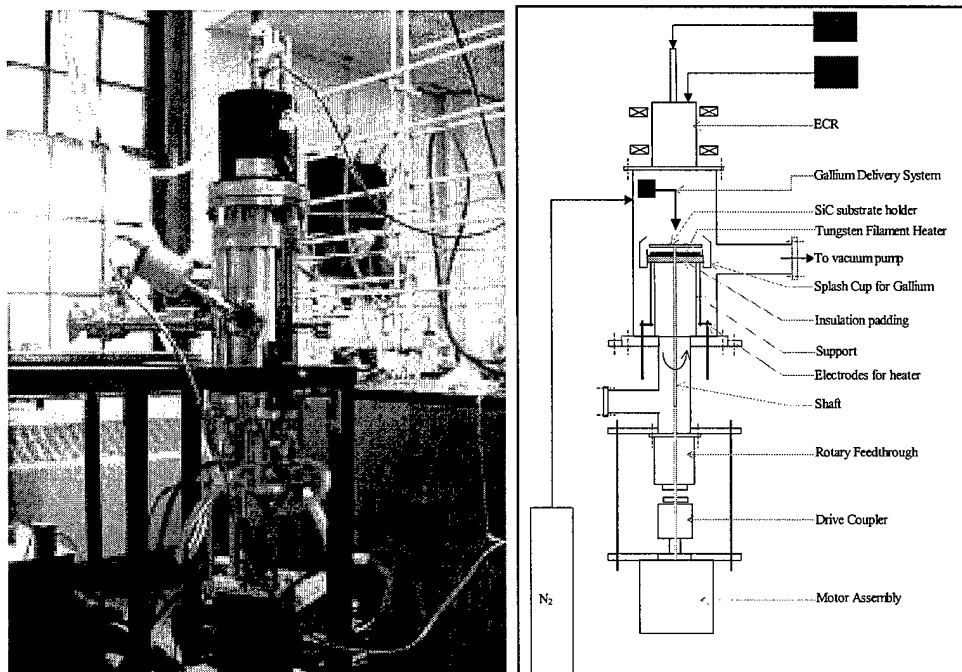 ECR
Gallium Delivery System
SiC substrate holder
Tungsten Filament Heater
To vacuum pump
Splash Cup for Gallium
Insulation padding
Support
Electrodes for heater
Shaft
Rotary Feedthrough
Drive Coupler
N₂
Motor Assembly